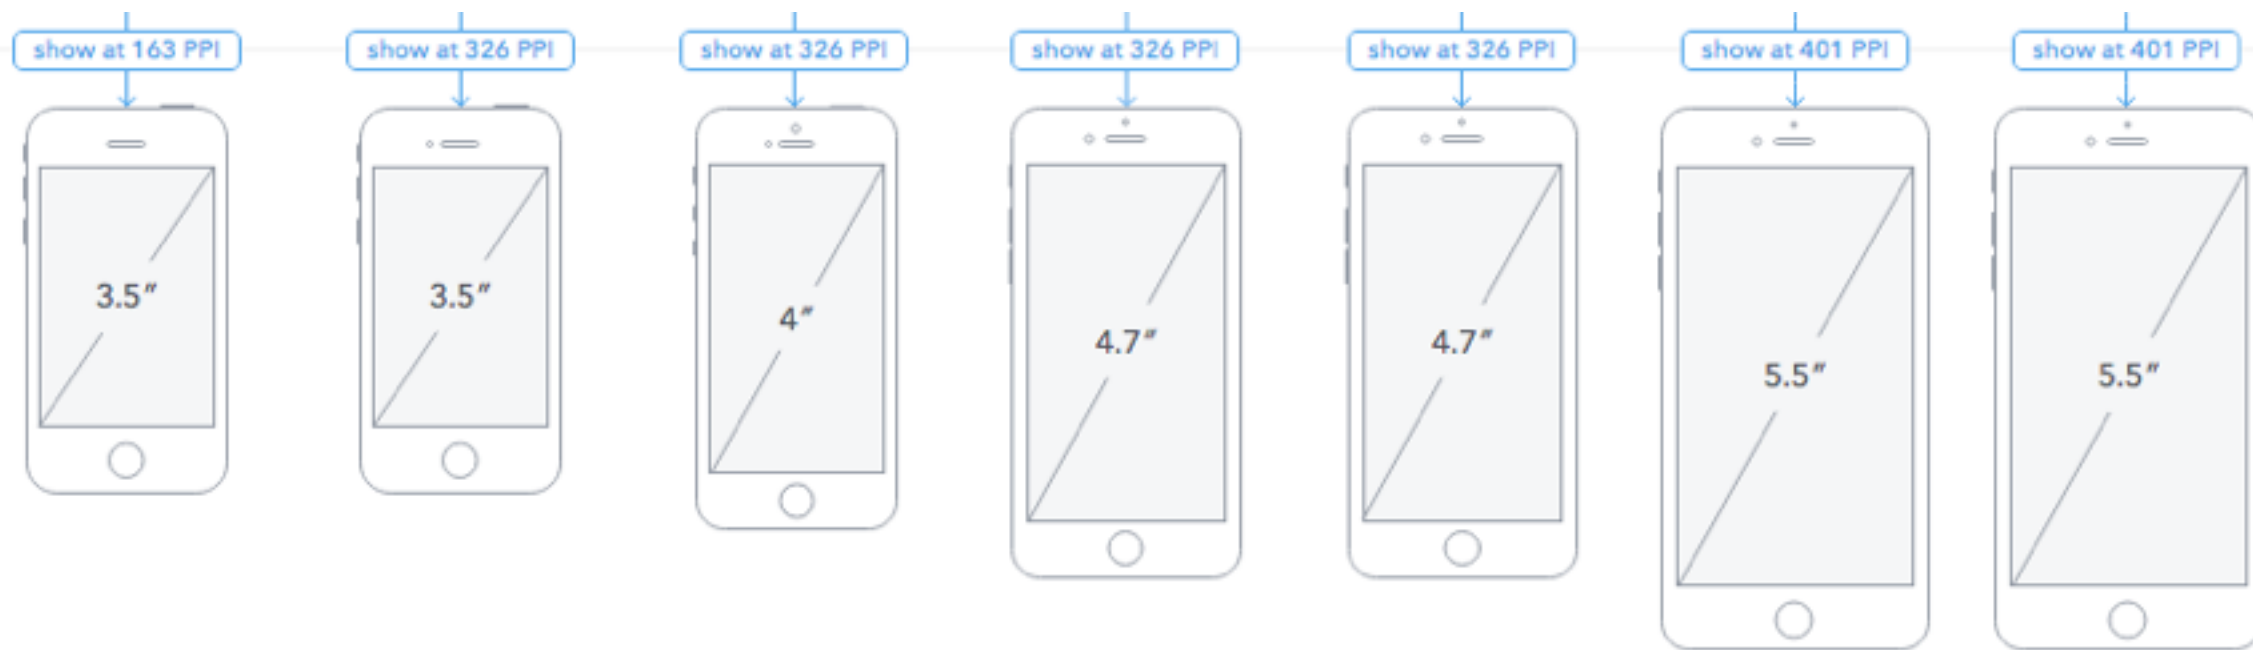 show at 163 PPI
show at 326 PPI
show at 326 PPI
show at 326 PPI
show at 326 PPI
show at 401 PPI
show at 401 PPI
3.5″
3.5″
4″
4.7″
4.7″
5.5″
5.5″